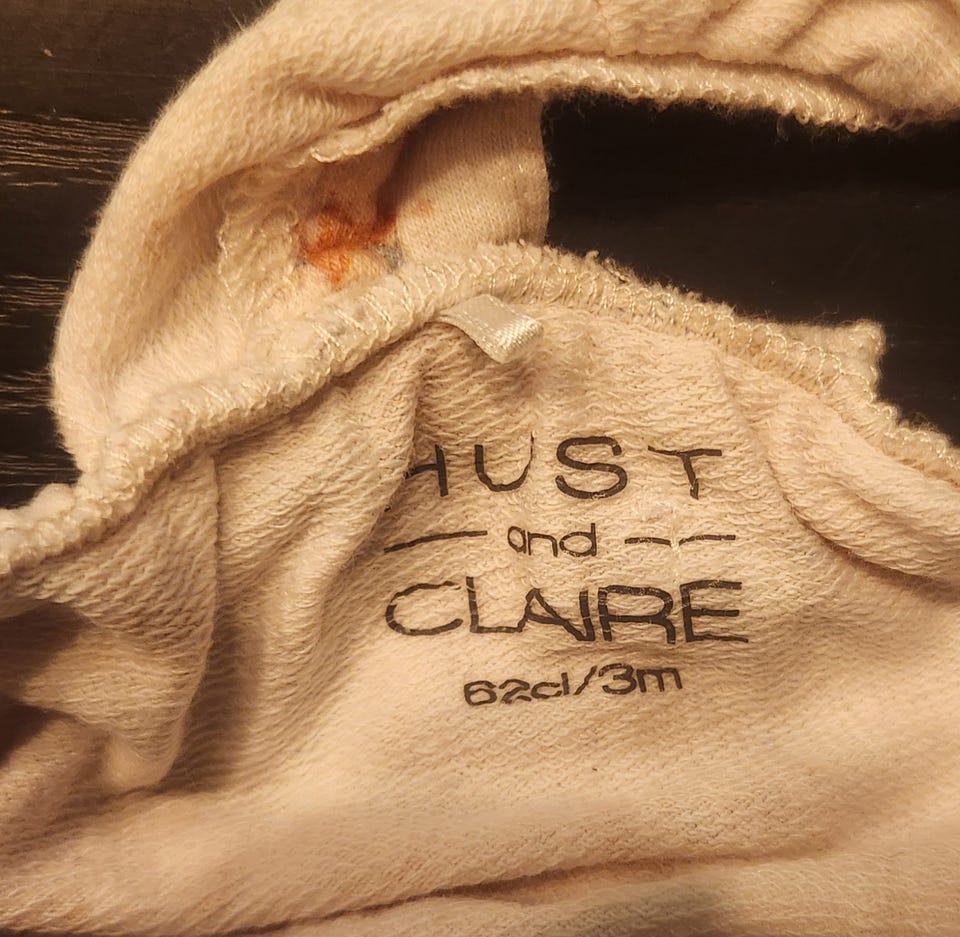 HUST
and
CLAIRE
62cl/3m